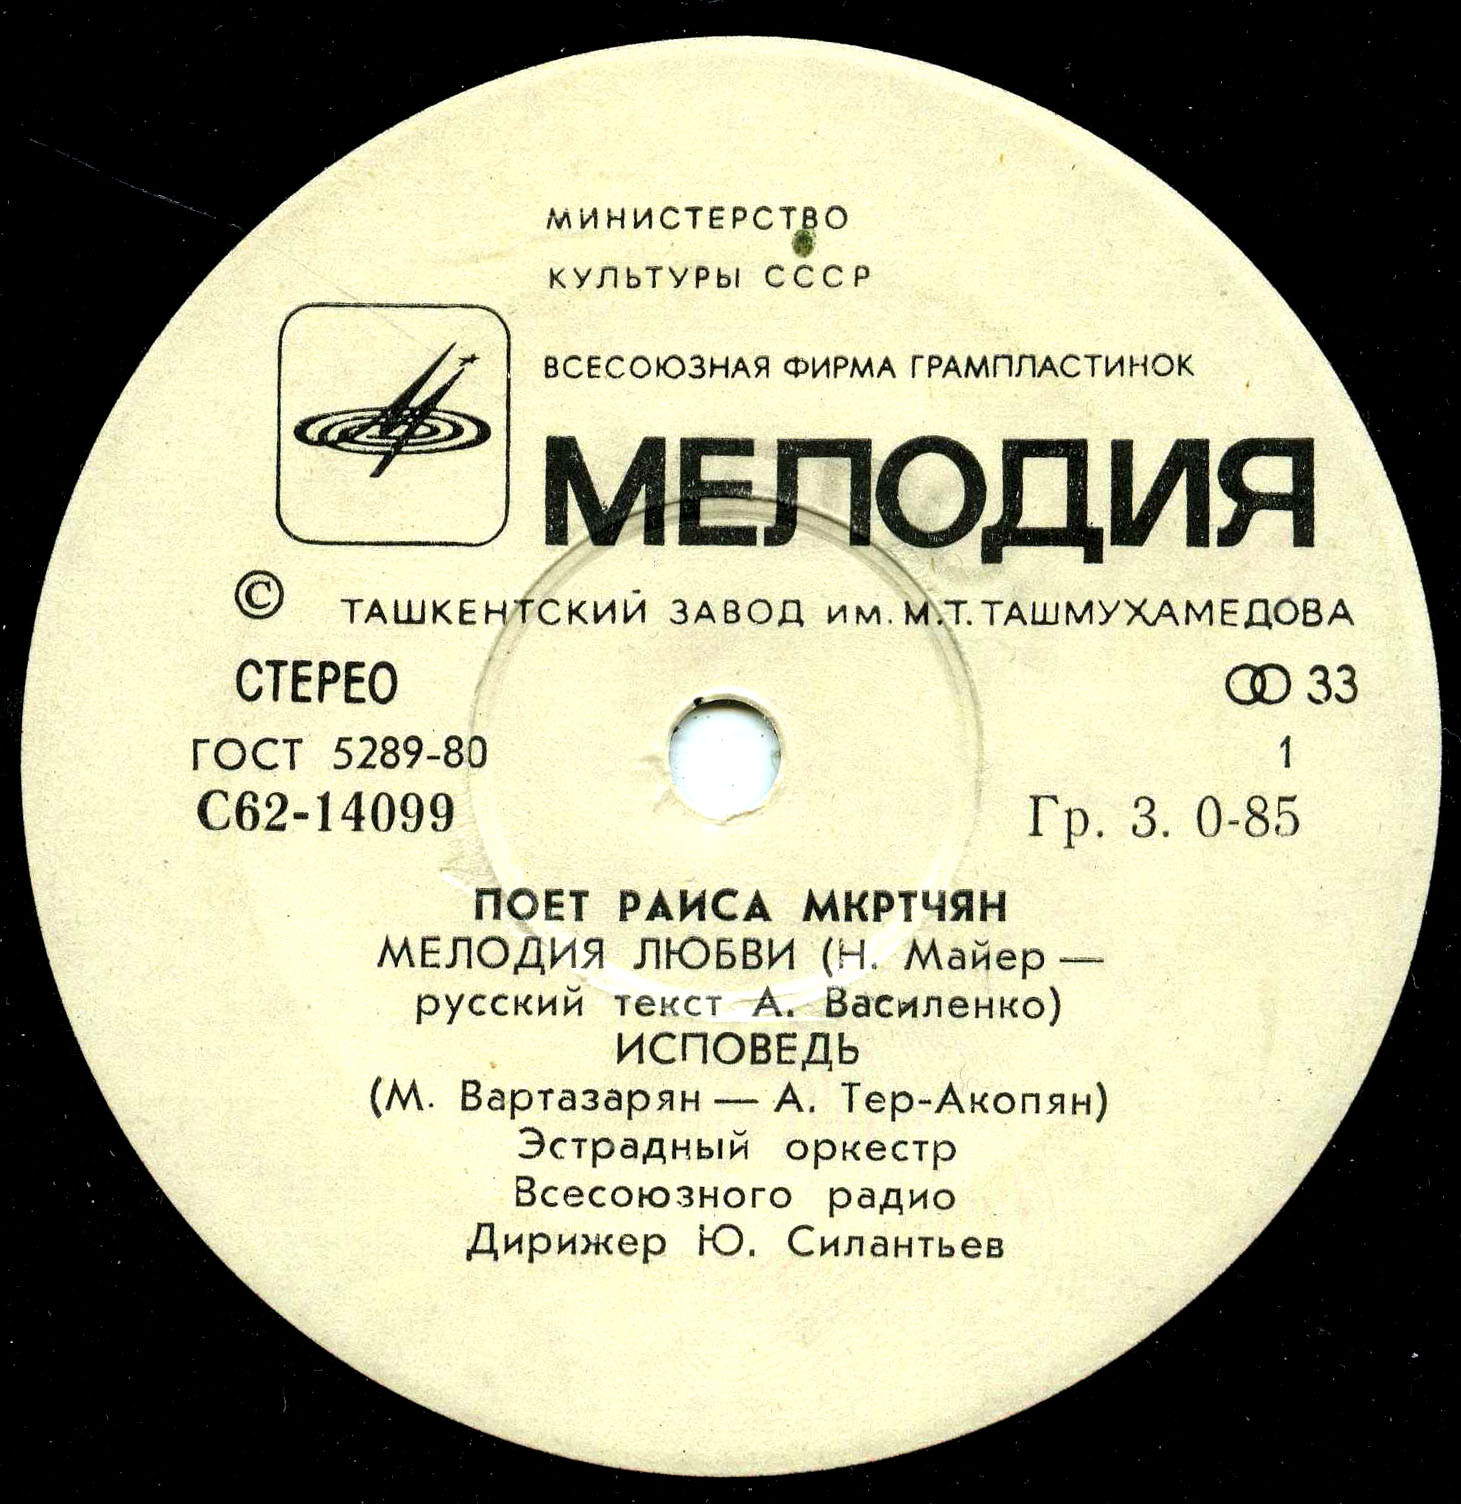 МИНИСТЕРСТВО
КУЛЬТУРЫ СССР
ВСЕСОЮЗНАЯ ФИРМА ГРАМПЛАСТИНОК
МЕЛОДИЯ
© ТАШКЕНТСКИЙ ЗАВОД им. М.Т. ТАШМУХАМЕДОВА
СТЕРЕО 33
ГОСТ 5289-80 1
С62-14099 Гр. 3. 0-85
ПОЕТ РАИСА МКРТЧЯН
МЕЛОДИЯ ЛЮБВИ (Н. Майер —
русский текст А. Василенко)
ИСПОВЕДЬ
(М. Вартазарян — А. Тер-Акопян)
Эстрадный оркестр
Всесоюзного радио
Дирижер Ю. Силантьев